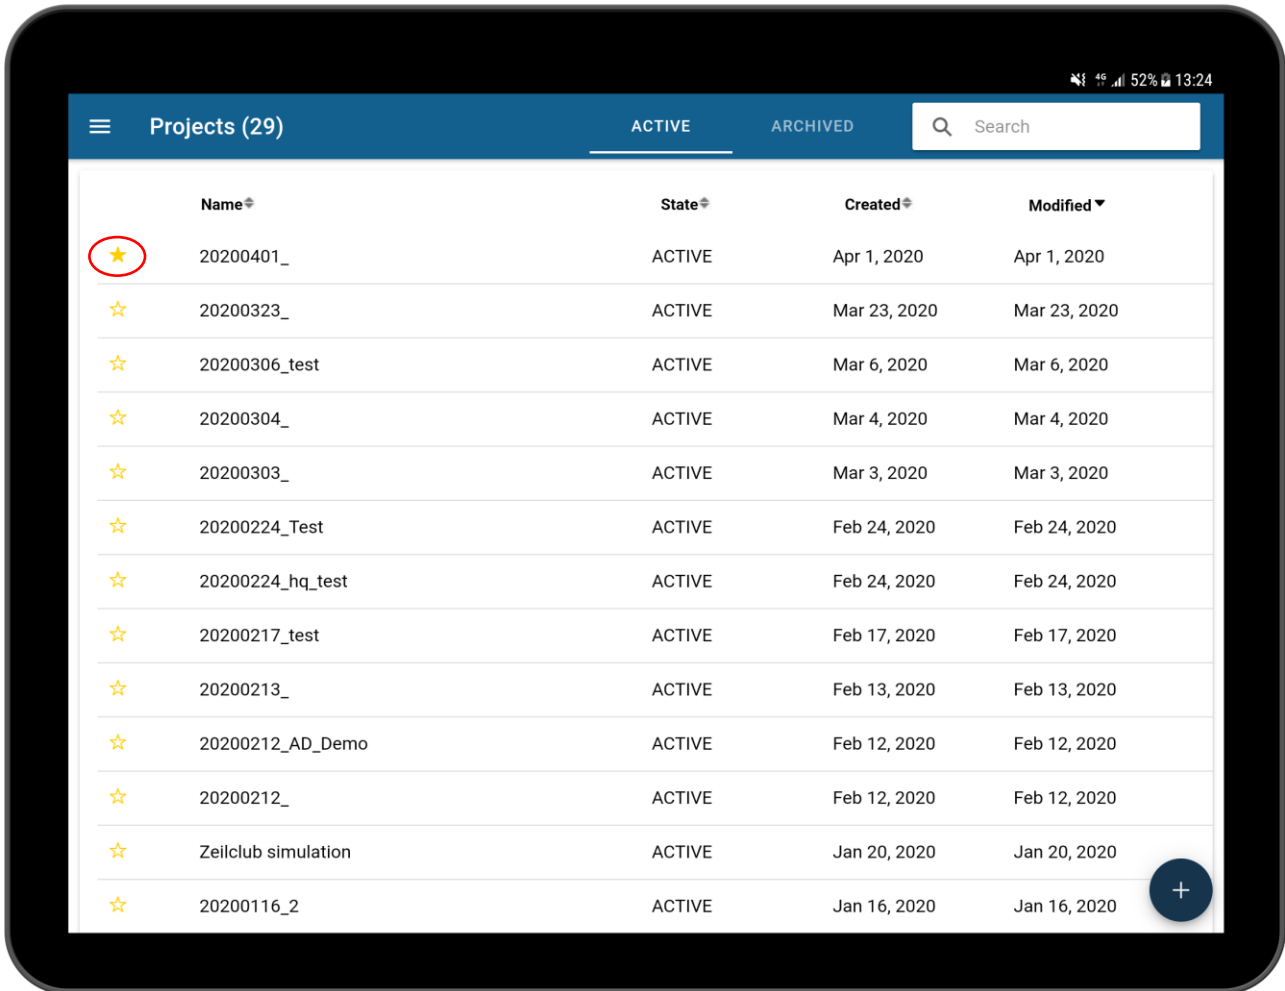 4G 52% 13:24
Projects (29) ACTIVE ARCHIVED Search
Name State Created Modified
20200401_ ACTIVE Apr 1, 2020 Apr 1, 2020
20200323_ ACTIVE Mar 23, 2020 Mar 23, 2020
20200306_test ACTIVE Mar 6, 2020 Mar 6, 2020
20200304_ ACTIVE Mar 4, 2020 Mar 4, 2020
20200303_ ACTIVE Mar 3, 2020 Mar 3, 2020
20200224_Test ACTIVE Feb 24, 2020 Feb 24, 2020
20200224_hq_test ACTIVE Feb 24, 2020 Feb 24, 2020
20200217_test ACTIVE Feb 17, 2020 Feb 17, 2020
20200213_ ACTIVE Feb 13, 2020 Feb 13, 2020
20200212_AD_Demo ACTIVE Feb 12, 2020 Feb 12, 2020
20200212_ ACTIVE Feb 12, 2020 Feb 12, 2020
Zeilclub simulation ACTIVE Jan 20, 2020 Jan 20, 2020
20200116_2 ACTIVE Jan 16, 2020 Jan 16, 2020